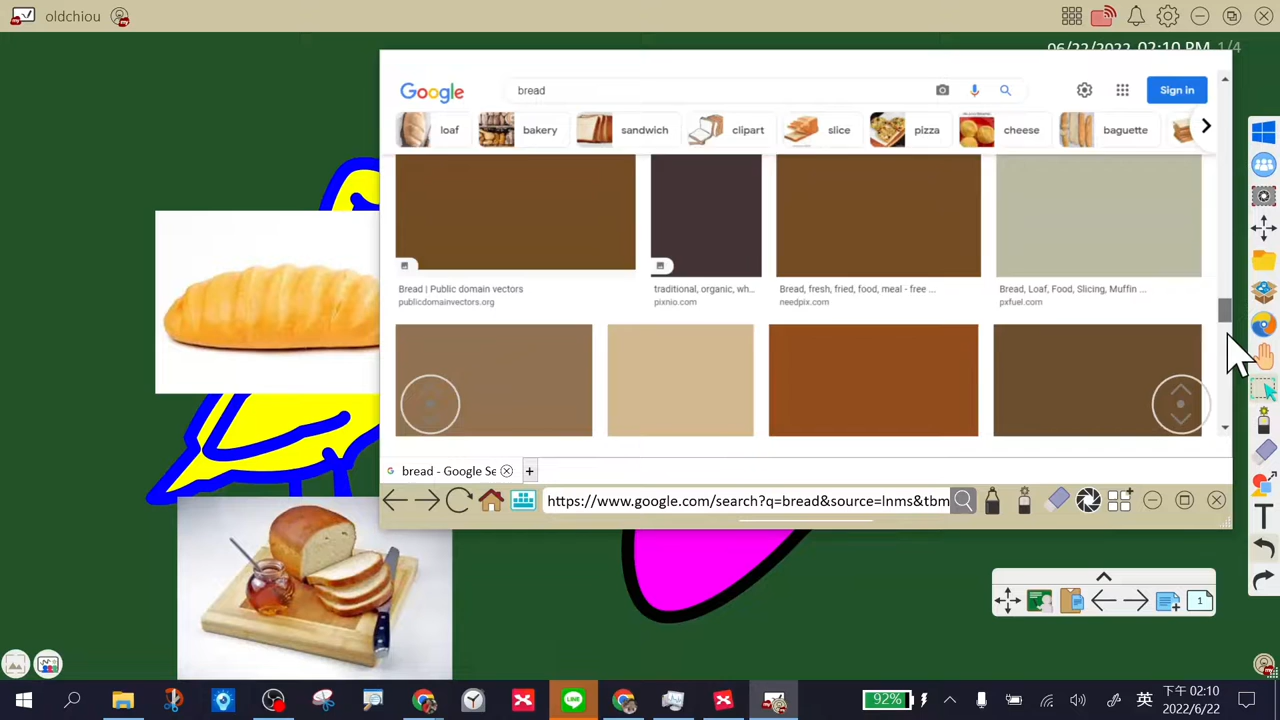 oldchiou
06/22/2022 02:10 PM 1/4
Google
bread
Sign in
loaf
bakery
sandwich
clipart
slice
pizza
cheese
baguette
Bread | Public domain vectors
publicdomainvectors.org
traditional, organic, wh...
pixnio.com
Bread, fresh, fried, food, meal - free ...
needpix.com
Bread, Loaf, Food, Slicing, Muffin ...
pxfuel.com
bread - Google Se
https://www.google.com/search?q=bread&source=lnms&tbm
1
92%
英
下午 02:10
2022/6/22
LINE
T